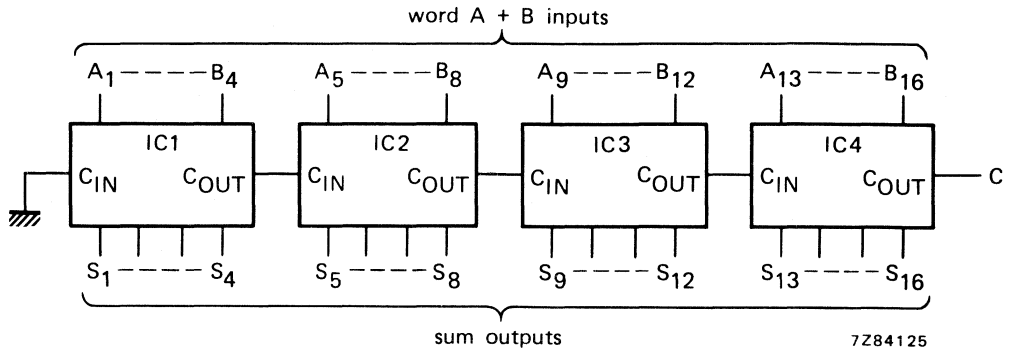 word A + B inputs
A1-----B4 A5-----B8 A9-----B12 A13-----B16
IC1 IC2 IC3 IC4
CIN COUT CIN COUT CIN COUT CIN COUT C
S1-----S4 S5-----S8 S9-----S12 S13-----S16
sum outputs
7Z84125